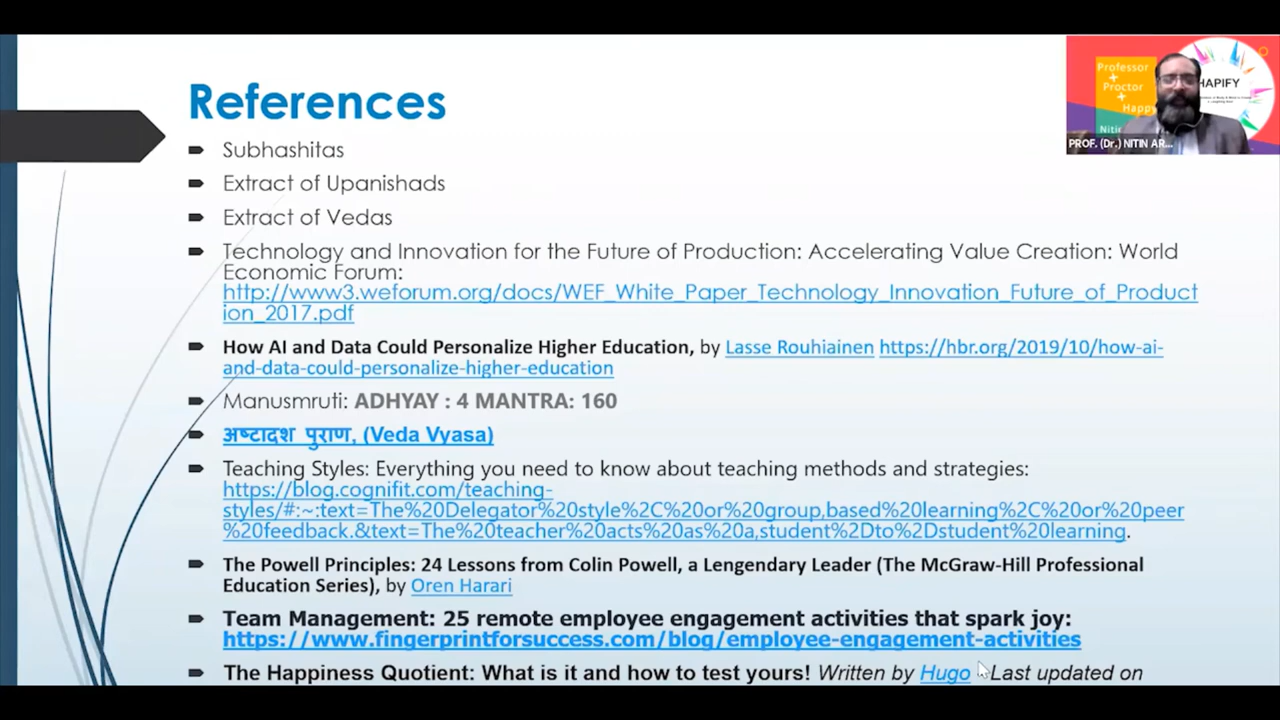 References
Subhashitas
Extract of Upanishads
Extract of Vedas
Technology and Innovation for the Future of Production: Accelerating Value Creation: World
Economic Forum:
http://www3.weforum.org/docs/WEF_White_Paper_Technology_Innovation_Future_of_Product
ion_2017.pdf
How AI and Data Could Personalize Higher Education, by Lasse Rouhiainen https://hbr.org/2019/10/how-ai-
and-data-could-personalize-higher-education
Manusmruti: ADHYAY : 4 MANTRA: 160
अष्टादश पुराण, (Veda Vyasa)
Teaching Styles: Everything you need to know about teaching methods and strategies:
https://blog.cognifit.com/teaching-
styles/#:~:text=The%20Delegator%20style%2C%20or%20group,based%20learning%2C%20or%20peer
%20feedback.&text=The%20teacher%20acts%20as%20a,student%2Dto%2Dstudent%20learning.
The Powell Principles: 24 Lessons from Colin Powell, a Lengendary Leader (The McGraw-Hill Professional
Education Series), by Oren Harari
Team Management: 25 remote employee engagement activities that spark joy:
https://www.fingerprintforsuccess.com/blog/employee-engagement-activities
The Happiness Quotient: What is it and how to test yours! Written by Hugo Last updated on
Professor
+
Proctor
+
Happy
Nitin
HAPIFY
PROF. (Dr.) NITIN AR...